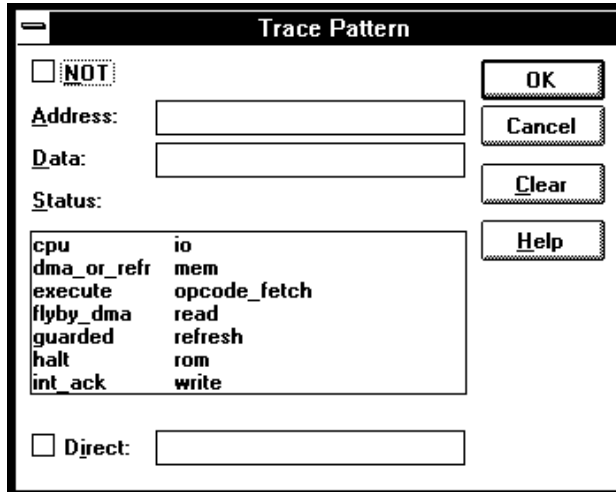 Trace Pattern
NOT
OK
Address:
Cancel
Data:
Clear
Status:
Help
cpu io
dma_or_refr mem
execute opcode_fetch
flyby_dma read
guarded refresh
halt rom
int_ack write
Direct: